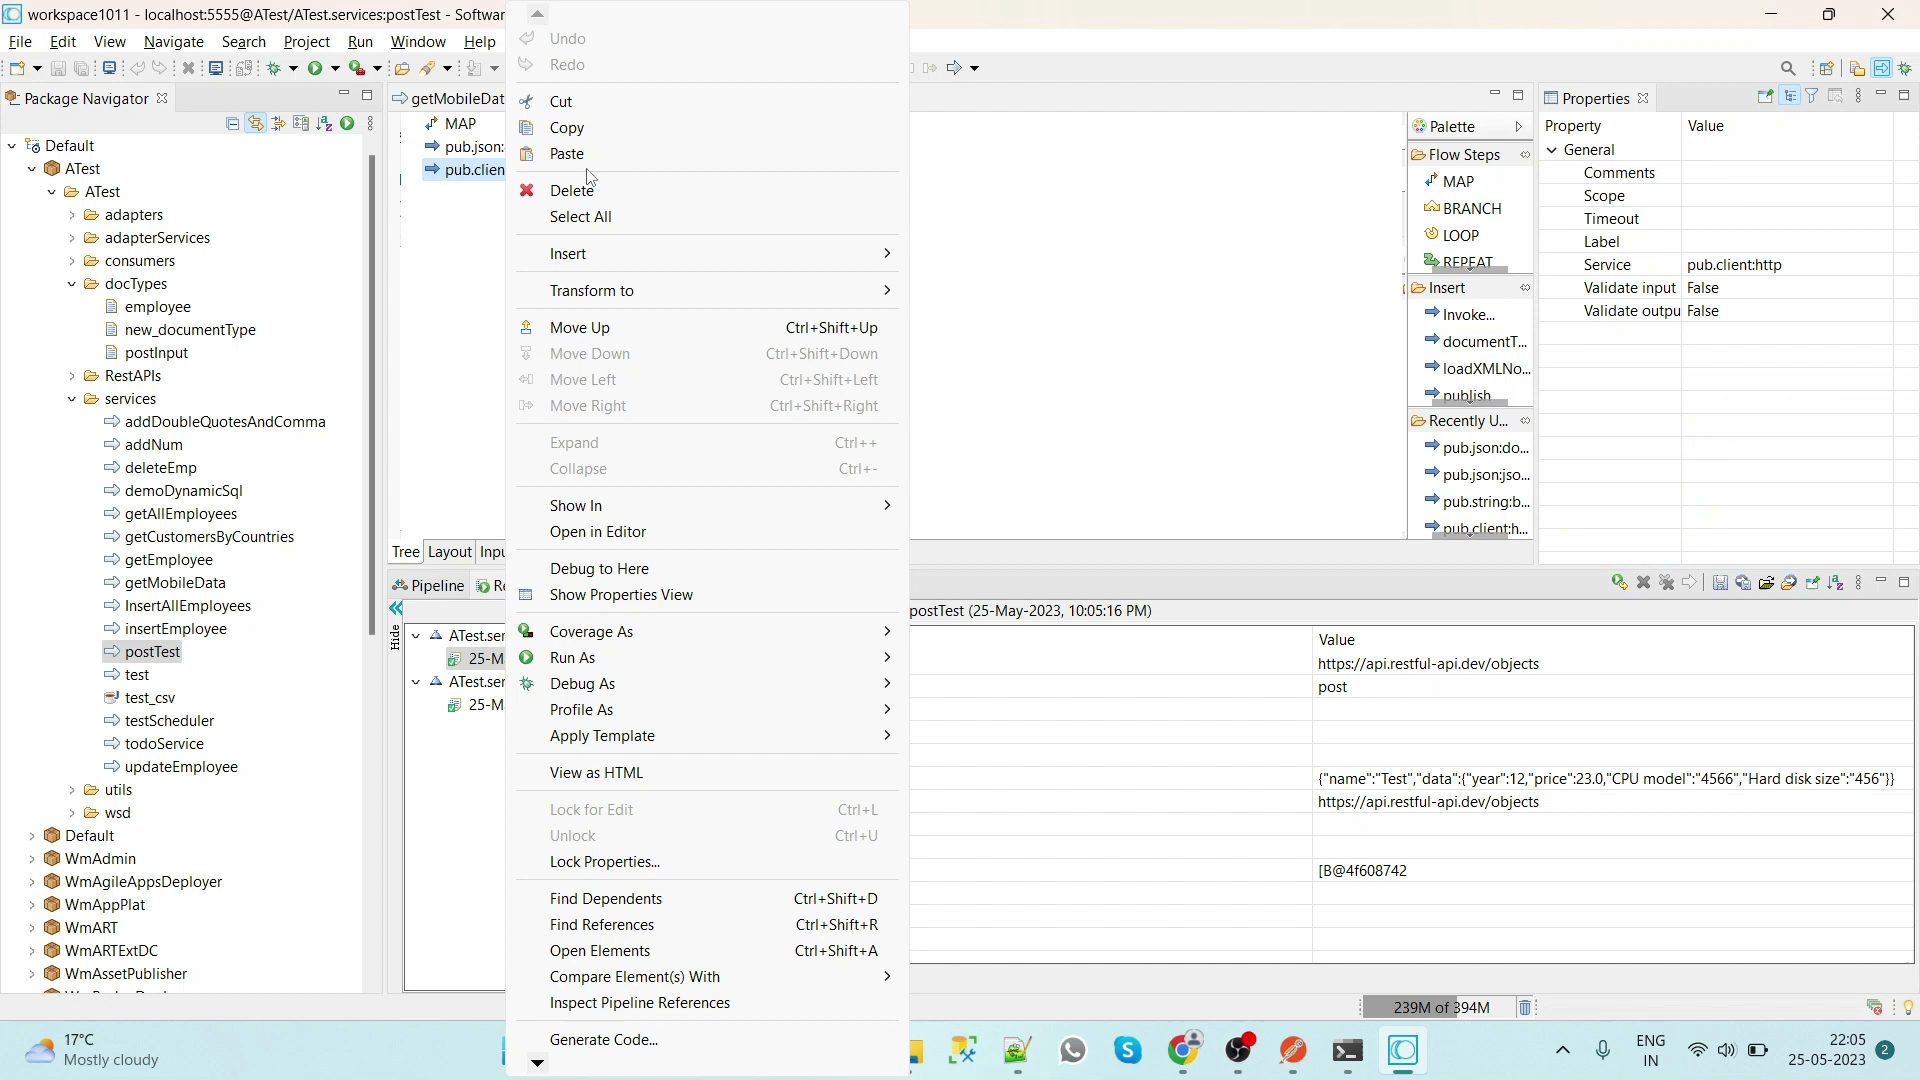 workspace1011 - localhost:5555@ATest/ATest.services:postTest - Softwar
File Edit View Navigate Search Project Run Window Help
Package Navigator
Default
ATest
ATest
adapters
adapterServices
consumers
docTypes
employee
new_documentType
postInput
RestAPIs
services
addDoubleQuotesAndComma
addNum
deleteEmp
demoDynamicSql
getAllEmployees
getCustomersByCountries
getEmployee
getMobileData
InsertAllEmployees
insertEmployee
postTest
test
test_csv
testScheduler
todoService
updateEmployee
utils
wsd
Default
WmAdmin
WmAgileAppsDeployer
WmAppPlat
WmART
WmARTExtDC
WmAssetPublisher
getMobileDat
MAP
pub.json:
pub.clien
Tree Layout Inpu
Pipeline Re
Hide
ATest.ser
25-M
ATest.ser
25-M
Undo
Redo
Cut
Copy
Paste
Delete
Select All
Insert
Transform to
Move Up Ctrl+Shift+Up
Move Down Ctrl+Shift+Down
Move Left Ctrl+Shift+Left
Move Right Ctrl+Shift+Right
Expand Ctrl++
Collapse Ctrl+-
Show In
Open in Editor
Debug to Here
Show Properties View
Coverage As
Run As
Debug As
Profile As
Apply Template
View as HTML
Lock for Edit Ctrl+L
Unlock Ctrl+U
Lock Properties...
Find Dependents Ctrl+Shift+D
Find References Ctrl+Shift+R
Open Elements Ctrl+Shift+A
Compare Element(s) With
Inspect Pipeline References
Generate Code...
Palette
Flow Steps
MAP
BRANCH
LOOP
REPEAT
Insert
Invoke...
documentT...
loadXMLNo...
publish
Recently U...
pub.json:do...
pub.json:jso...
pub.string:b...
pub.client:h...
Properties
Property Value
General
Comments
Scope
Timeout
Label
Service pub.client:http
Validate input False
Validate outpu False
postTest (25-May-2023, 10:05:16 PM)
Value
https://api.restful-api.dev/objects
post
{"name":"Test","data":{"year":12,"price":23.0,"CPU model":"4566","Hard disk size":"456"}}
https://api.restful-api.dev/objects
[B@4f608742
239M of 394M
17°C
Mostly cloudy
ENG
IN
22:05
25-05-2023
2